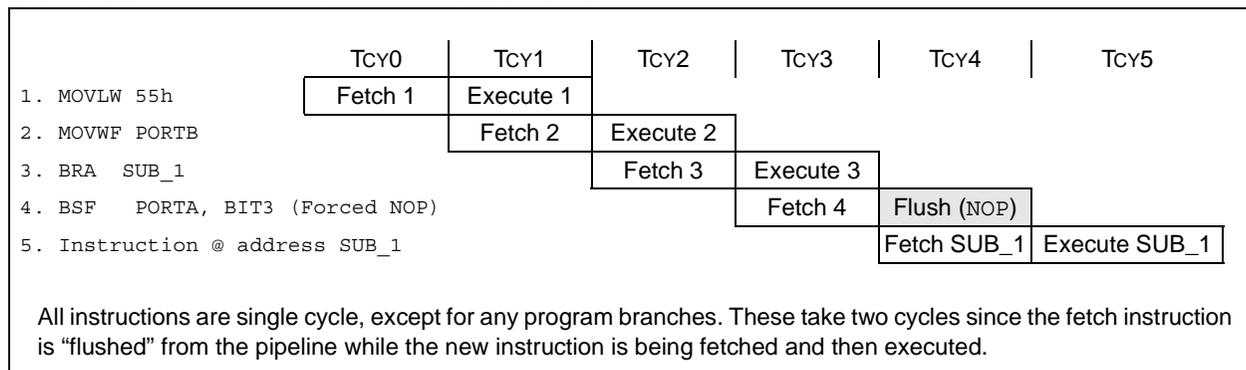 TCY0 TCY1 TCY2 TCY3 TCY4 TCY5
1. MOVLW 55h Fetch 1 Execute 1
2. MOVWF PORTB Fetch 2 Execute 2
3. BRA SUB_1 Fetch 3 Execute 3
4. BSF PORTA, BIT3 (Forced NOP) Fetch 4 Flush (NOP)
5. Instruction @ address SUB_1 Fetch SUB_1 Execute SUB_1
All instructions are single cycle, except for any program branches. These take two cycles since the fetch instruction
is “flushed” from the pipeline while the new instruction is being fetched and then executed.